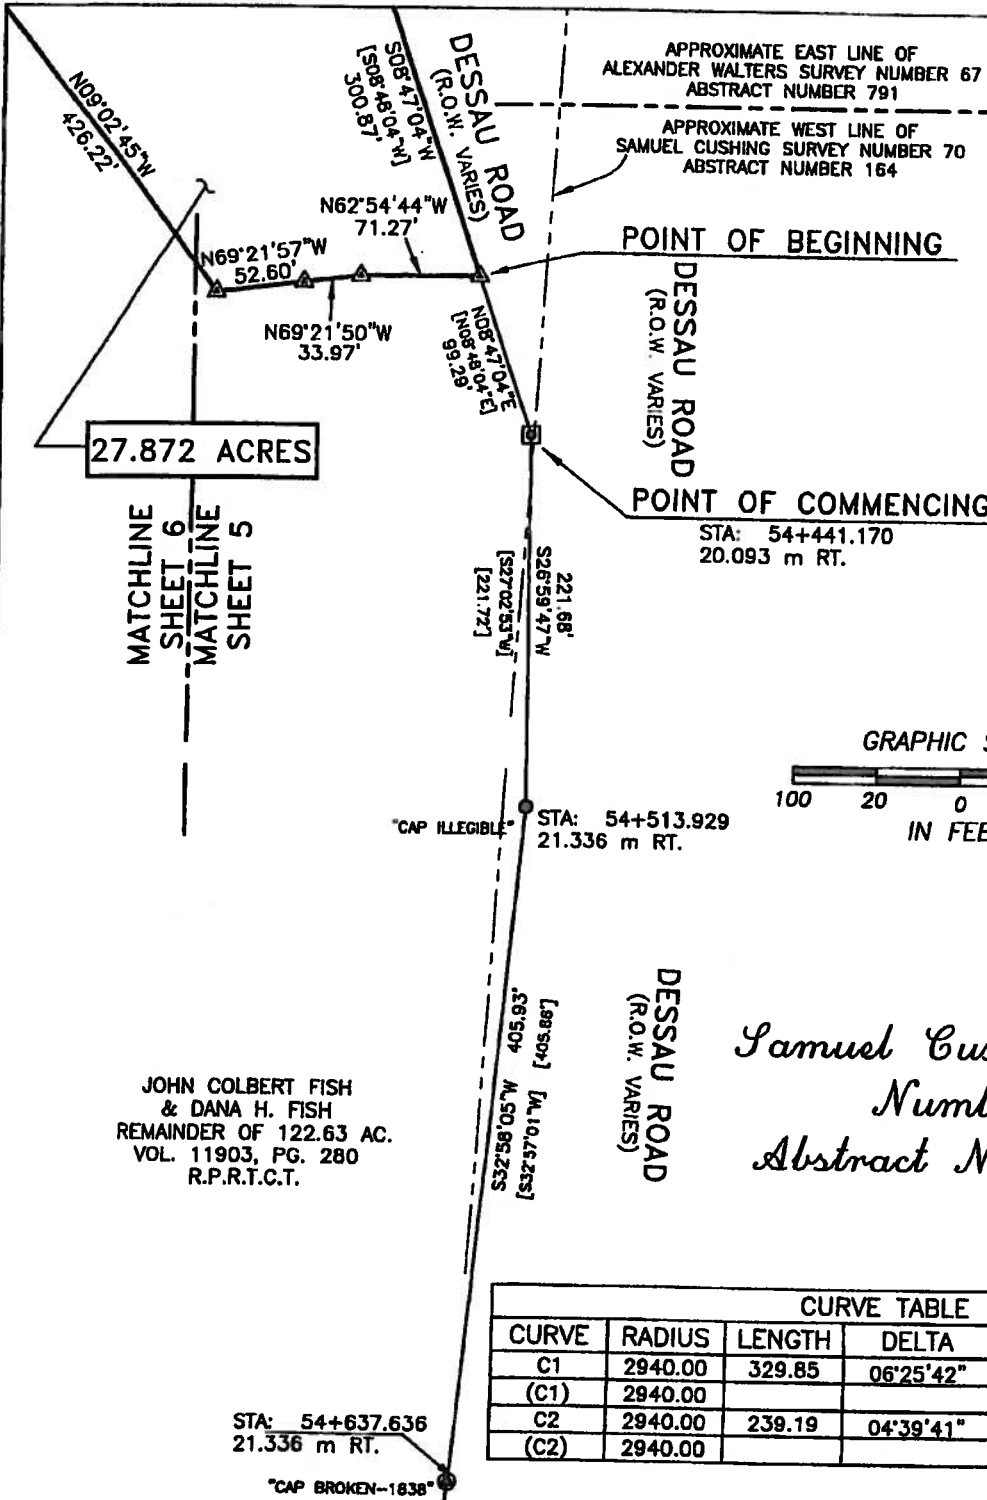 APPROXIMATE EAST LINE OF
ALEXANDER WALTERS SURVEY NUMBER 67
ABSTRACT NUMBER 791
APPROXIMATE WEST LINE OF
SAMUEL CUSHING SURVEY NUMBER 70
ABSTRACT NUMBER 164
DESSAU ROAD
(R.O.W. VARIES)
S08°47'04"W
[S08°48'04"W]
300.87'
N09°02'45"W
426.22'
N62°54'44"W
71.27'
N69°21'57"W
52.60'
N69°21'50"W
33.97'
POINT OF BEGINNING
N08°47'04"E
[N08°48'04"E]
99.29'
DESSAU ROAD
(R.O.W. VARIES)
27.872 ACRES
POINT OF COMMENCING
STA: 54+441.170
20.093 m RT.
MATCHLINE
SHEET 6
MATCHLINE
SHEET 5
221.68'
S26°59'47"W
[S27°02'53"W]
[221.72']
GRAPHIC S
100 20 0
IN FEE
"CAP ILLEGIBLE"
STA: 54+513.929
21.336 m RT.
S32°58'05"W 405.93'
[S32°57'01"W] [405.86']
DESSAU ROAD
(R.O.W. VARIES)
Samuel Cus
Numb
Abstract N
JOHN COLBERT FISH
& DANA H. FISH
REMAINDER OF 122.63 AC.
VOL. 11903, PG. 280
R.P.R.T.C.T.
CURVE TABLE
CURVE RADIUS LENGTH DELTA
C1 2940.00 329.85 06°25'42"
(C1) 2940.00
C2 2940.00 239.19 04°39'41"
(C2) 2940.00
STA: 54+637.636
21.336 m RT.
"CAP BROKEN-1838"